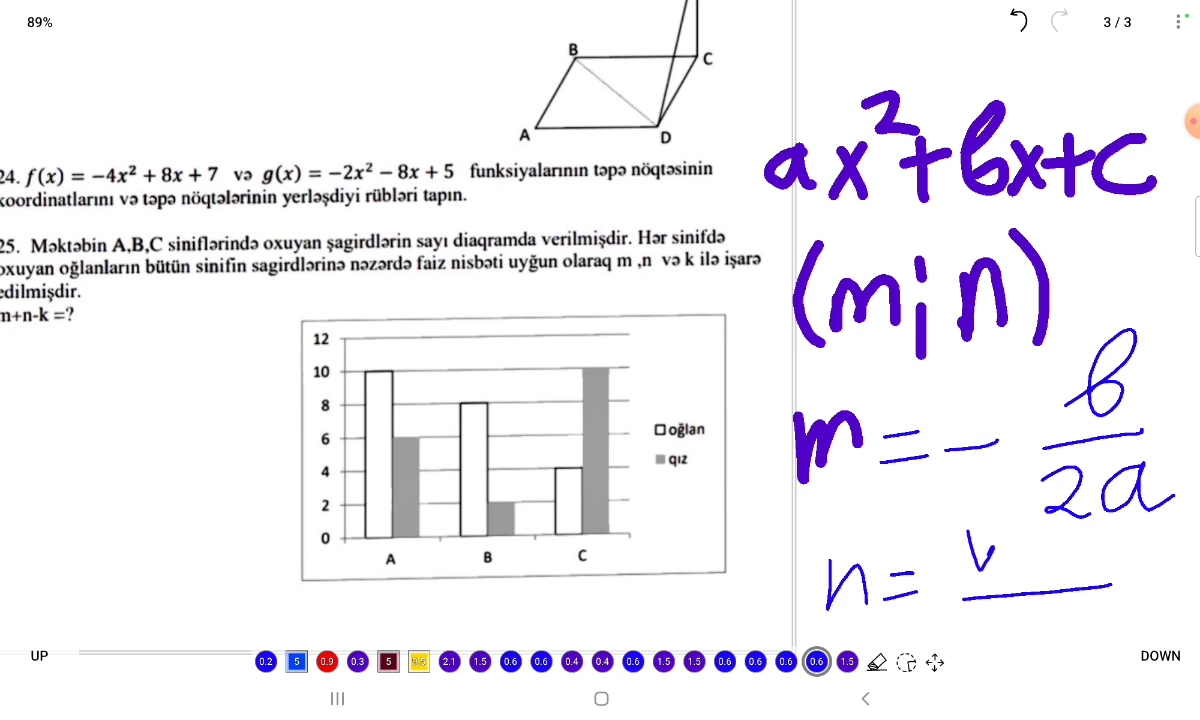 89%
3 / 3
B
C
A
D
24. f(x) = −4x² + 8x + 7 və g(x) = −2x² − 8x + 5 funksiyalarının təpə nöqtəsinin
koordinatlarını və təpə nöqtələrinin yerləşdiyi rübləri tapın.
25. Məktəbin A,B,C siniflərində oxuyan şagirdlərin sayı diaqramda verilmişdir. Hər sinifdə
oxuyan oğlanların bütün sinifin sagirdlərinə nəzərdə faiz nisbəti uyğun olaraq m ,n və k ilə işarə
edilmişdir.
m+n-k =?
12
10
8
6
4
2
0
A
B
C
oğlan
qız
ax²+bx+c
(m;n)
m = - b/2a
n =
UP
0.2 5 0.9 0.3 5 2.1 1.5 0.6 0.6 0.4 0.4 0.6 1.5 1.5 0.6 0.6 0.6 0.6 1.5
DOWN